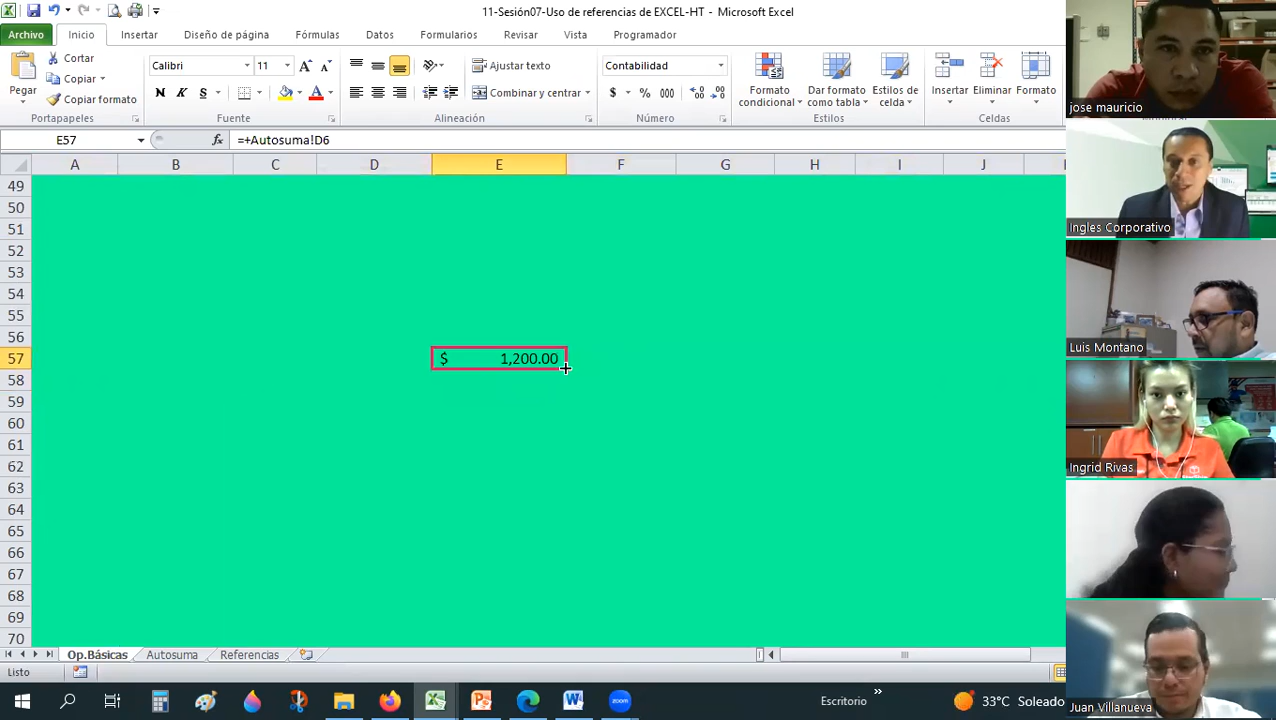 11-Sesión07-Uso de referencias de EXCEL-HT - Microsoft Excel
Archivo Inicio Insertar Diseño de página Fórmulas Datos Formularios Revisar Vista Programador
Pegar
Cortar
Copiar
Copiar formato
Portapapeles
Calibri 11
N K S
Fuente
Ajustar texto
Combinar y centrar
Alineación
Contabilidad
$ % 000
Número
Formato condicional
Dar formato como tabla
Estilos de celda
Estilos
Insertar Eliminar Formato
Celdas
E57 fx =+Autosuma!D6
A B C D E F G H I J
49
50
51
52
53
54
55
56
57 $ 1,200.00
58
59
60
61
62
63
64
65
66
67
68
69
70
Op.Básicas Autosuma Referencias
Listo
Escritorio » 33°C Soleado
jose mauricio
Ingles Corporativo
Luis Montano
Ingrid Rivas
Juan Villanueva